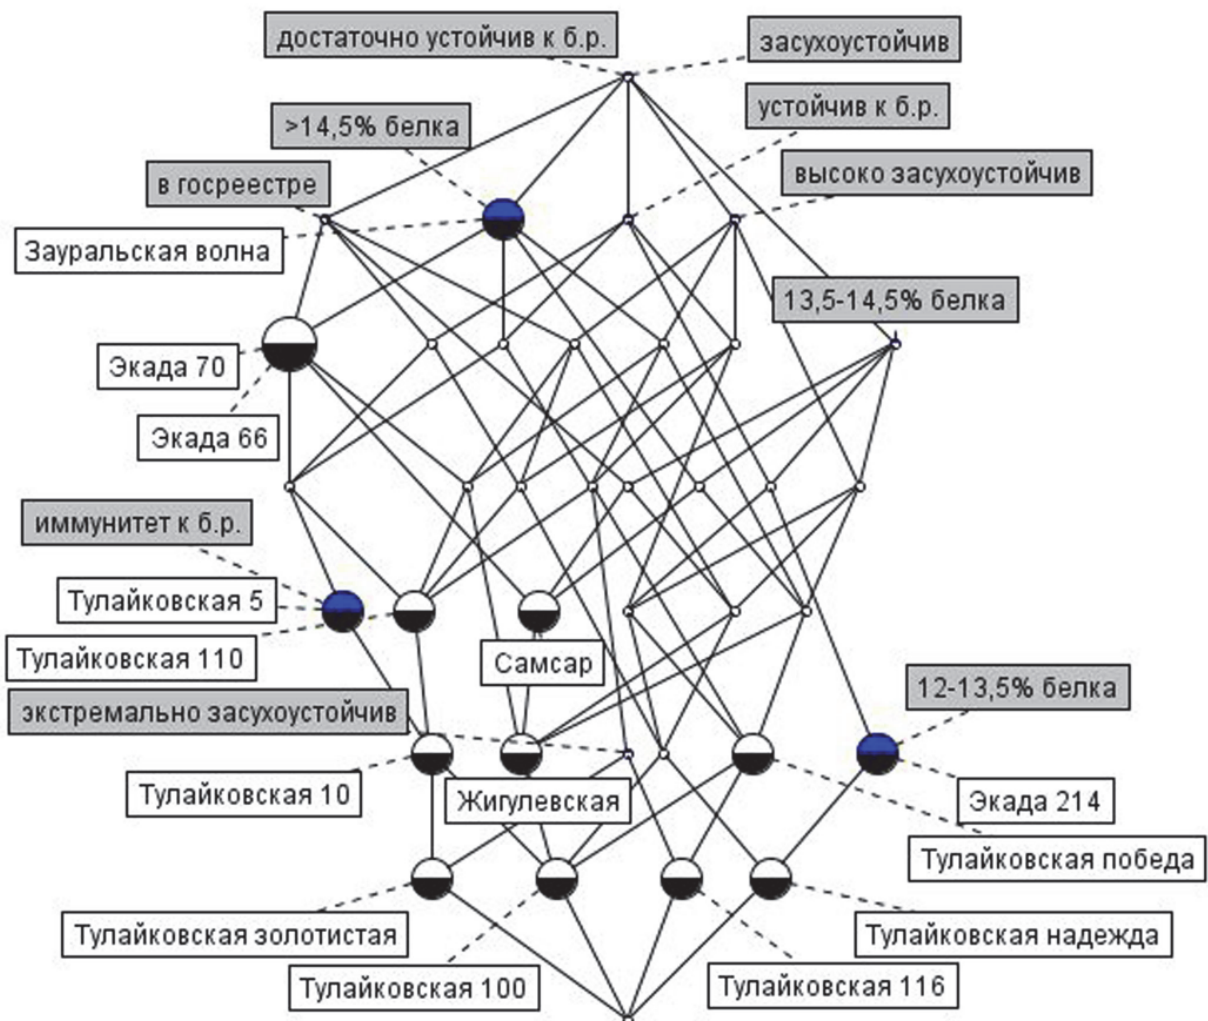 достаточно устойчив к б.р.
засухоустойчив
>14,5% белка
устойчив к б.р.
в госреестре
высоко засухоустойчив
Зауральская волна
13,5-14,5% белка
Экада 70
Экада 66
иммунитет к б.р.
Тулайковская 5
Тулайковская 110
Самсар
12-13,5% белка
экстремально засухоустойчив
Тулайковская 10
Жигулевская
Экада 214
Тулайковская победа
Тулайковская золотистая
Тулайковская надежда
Тулайковская 100
Тулайковская 116